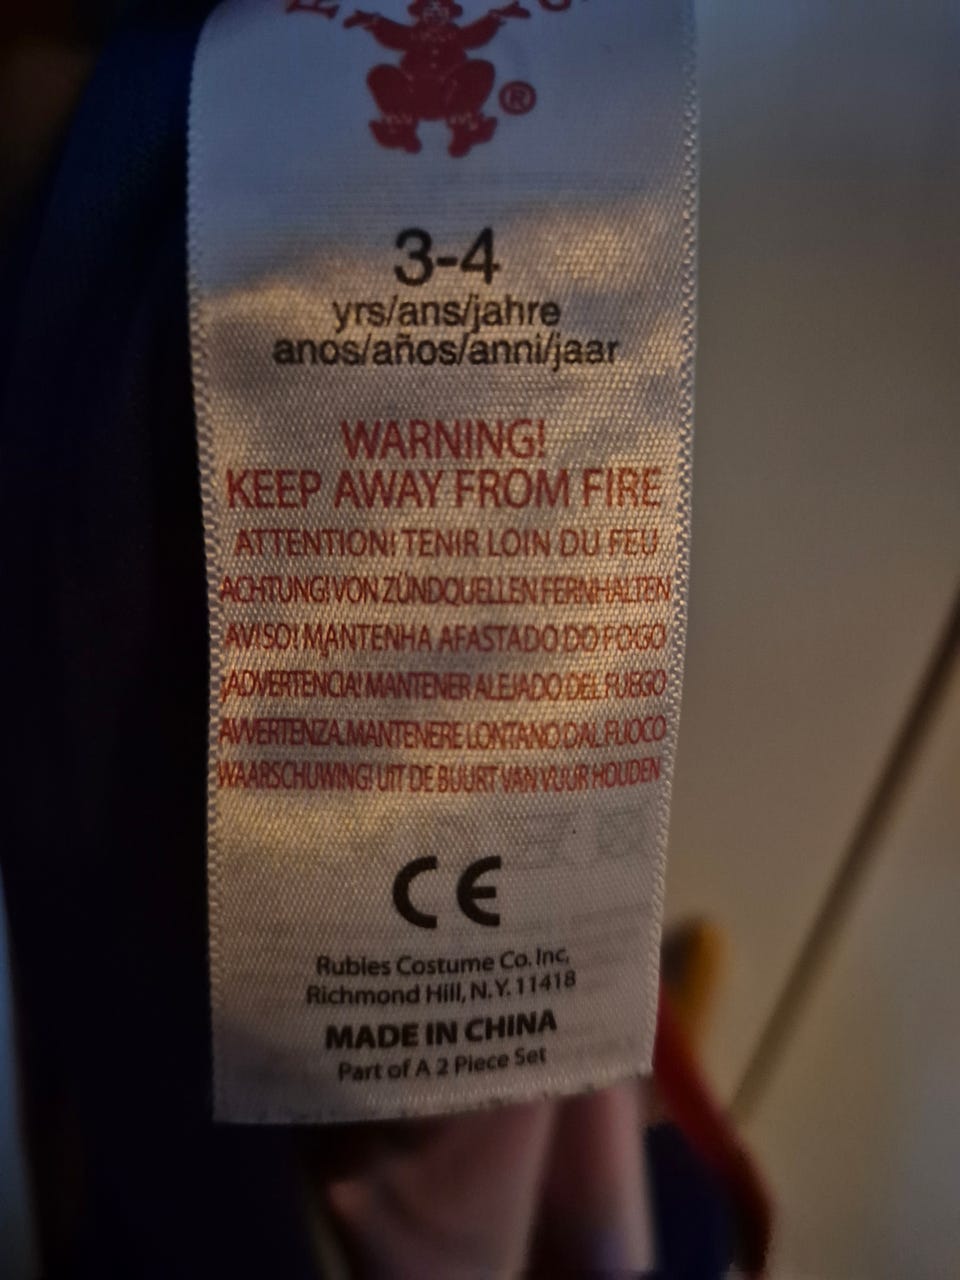 ®
3-4
yrs/ans/jahre
anos/años/anni/jaar
WARNING!
KEEP AWAY FROM FIRE
ATTENTION! TENIR LOIN DU FEU
ACHTUNG! VON ZÜNDQUELLEN FERNHALTEN
AVISO! MANTENHA AFASTADO DO FOGO
¡ADVERTENCIA! MANTENER ALEJADO DEL FUEGO
AVVERTENZA. MANTENERE LONTANO DAL FUOCO
WAARSCHUWING! UIT DE BUURT VAN VUUR HOUDEN
CE
Rubies Costume Co. Inc.
Richmond Hill, N.Y. 11418
MADE IN CHINA
Part of A 2 Piece Set